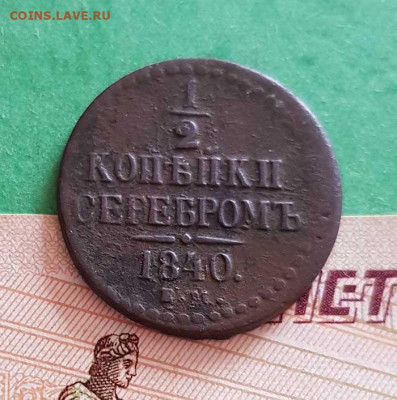 COINS.LAVE.RU
1
2
КОПѢЙКИ
СЕРЕБРОМЪ
1840.